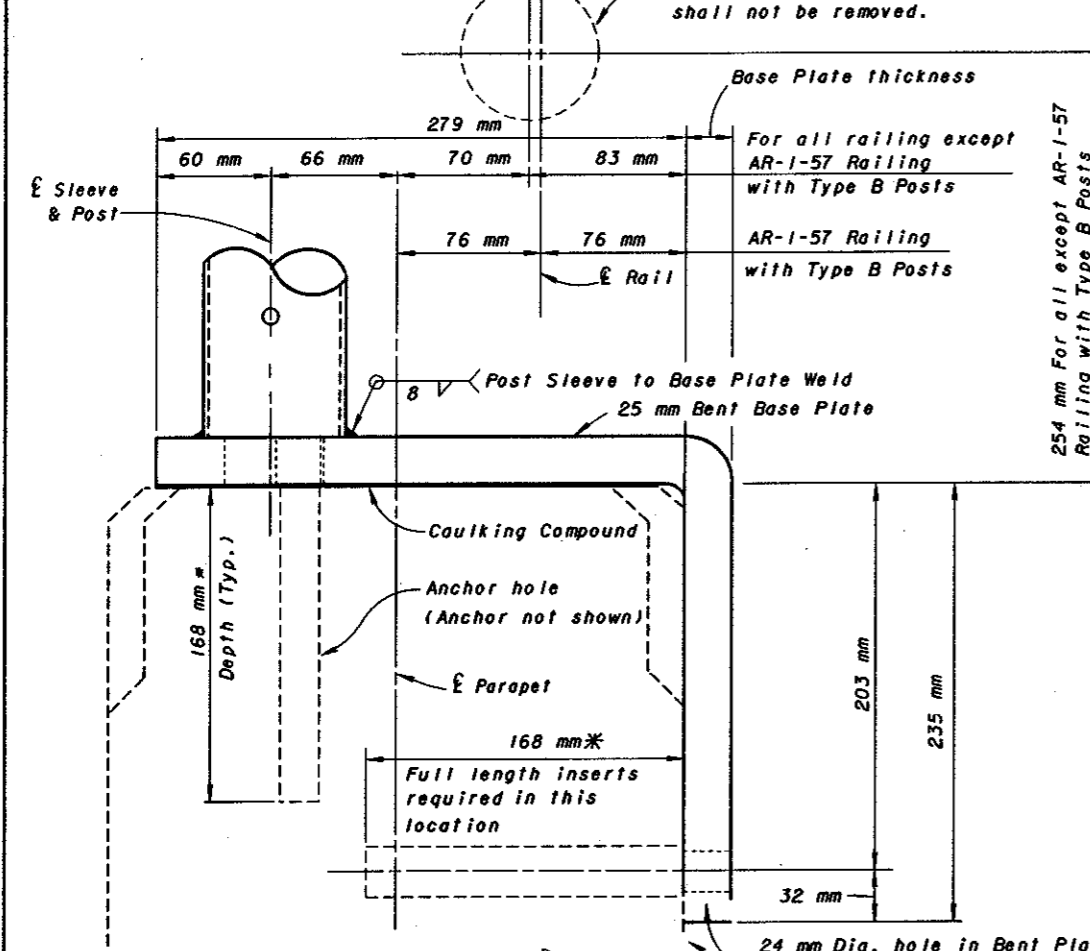 shall not be removed.
Base Plate thickness
279 mm
For all railing except
AR-1-57 Railing
with Type B Posts
60 mm
66 mm
70 mm
83 mm
℄ Sleeve
& Post
76 mm
76 mm
AR-1-57 Railing
with Type B Posts
℄ Rail
254 mm For all except AR-1-57
Railing with Type B Posts
8
Post Sleeve to Base Plate Weld
25 mm Bent Base Plate
Caulking Compound
168 mm*
Depth (Typ.)
Anchor hole
(Anchor not shown)
℄ Parapet
203 mm
235 mm
168 mm*
Full length inserts
required in this
location
32 mm
24 mm Dia. hole in Bent Pla